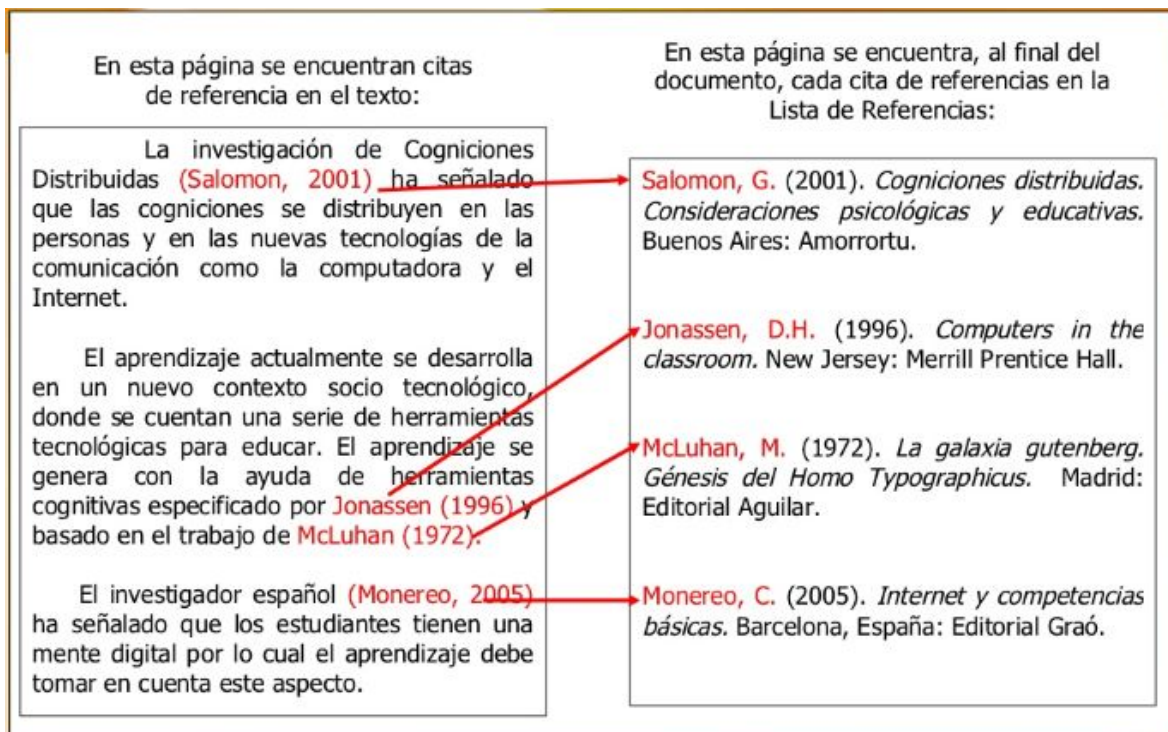 En esta página se encuentran citas
de referencia en el texto:
La investigación de Cogniciones
Distribuidas (Salomon, 2001) ha señalado
que las cogniciones se distribuyen en las
personas y en las nuevas tecnologías de la
comunicación como la computadora y el
Internet.
El aprendizaje actualmente se desarrolla
en un nuevo contexto socio tecnológico,
donde se cuentan una serie de herramientas
tecnológicas para educar. El aprendizaje se
genera con la ayuda de herramientas
cognitivas especificado por Jonassen (1996) y
basado en el trabajo de McLuhan (1972).
El investigador español (Monereo, 2005)
ha señalado que los estudiantes tienen una
mente digital por lo cual el aprendizaje debe
tomar en cuenta este aspecto.
En esta página se encuentra, al final del
documento, cada cita de referencias en la
Lista de Referencias:
Salomon, G. (2001). Cogniciones distribuidas.
Consideraciones psicológicas y educativas.
Buenos Aires: Amorrortu.
Jonassen, D.H. (1996). Computers in the
classroom. New Jersey: Merrill Prentice Hall.
McLuhan, M. (1972). La galaxia gutenberg.
Génesis del Homo Typographicus. Madrid:
Editorial Aguilar.
Monereo, C. (2005). Internet y competencias
básicas. Barcelona, España: Editorial Graó.